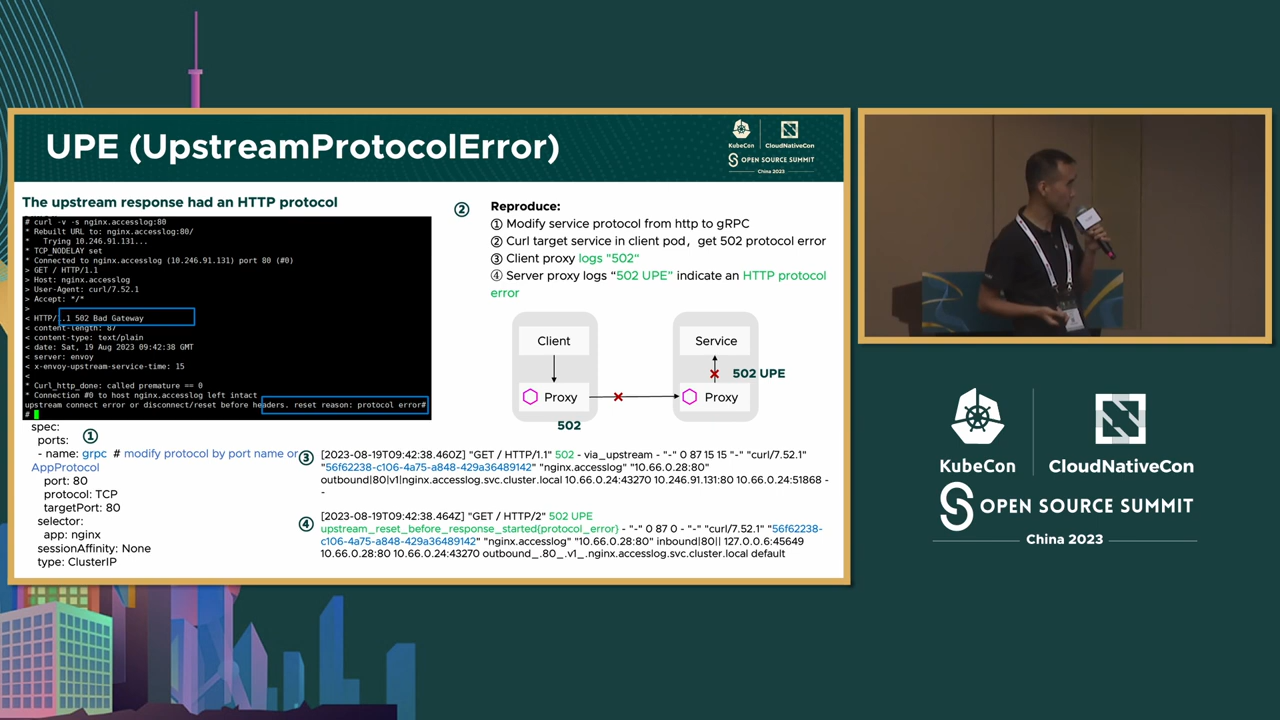 UPE (UpstreamProtocolError)
KubeCon
CloudNativeCon
OPEN SOURCE SUMMIT
China 2023
The upstream response had an HTTP protocol
# curl -v -s nginx.accesslog:80
* Rebuilt URL to: nginx.accesslog:80/
* Trying 10.246.91.131...
* TCP_NODELAY set
* Connected to nginx.accesslog (10.246.91.131) port 80 (#0)
> GET / HTTP/1.1
> Host: nginx.accesslog
> User-Agent: curl/7.52.1
> Accept: */*
>
< HTTP/1.1 502 Bad Gateway
< content-length: 87
< content-type: text/plain
< date: Sat, 19 Aug 2023 09:42:38 GMT
< server: envoy
< x-envoy-upstream-service-time: 15
<
* Curl_http_done: called premature == 0
* Connection #0 to host nginx.accesslog left intact
upstream connect error or disconnect/reset before headers. reset reason: protocol error#
#
①
spec:
ports:
- name: grpc # modify protocol by port name or
AppProtocol
port: 80
protocol: TCP
targetPort: 80
selector:
app: nginx
sessionAffinity: None
type: ClusterIP
②
Reproduce:
① Modify service protocol from http to gRPC
② Curl target service in client pod, get 502 protocol error
③ Client proxy logs "502"
④ Server proxy logs “502 UPE” indicate an HTTP protocol
error
Client
Service
502 UPE
Proxy
Proxy
502
③
[2023-08-19T09:42:38.460Z] "GET / HTTP/1.1" 502 - via_upstream - "-" 0 87 15 15 "-" "curl/7.52.1"
"56f62238-c106-4a75-a848-429a36489142" "nginx.accesslog" "10.66.0.28:80"
outbound|80|v1|nginx.accesslog.svc.cluster.local 10.66.0.24:43270 10.246.91.131:80 10.66.0.24:51868 -
-
④
[2023-08-19T09:42:38.464Z] "GET / HTTP/2" 502 UPE
upstream_reset_before_response_started{protocol_error} - "-" 0 87 0 - "-" "curl/7.52.1" "56f62238-
c106-4a75-a848-429a36489142" "nginx.accesslog" "10.66.0.28:80" inbound|80|| 127.0.0.6:45649
10.66.0.28:80 10.66.0.24:43270 outbound_.80_.v1_.nginx.accesslog.svc.cluster.local default
KubeCon
CloudNativeCon
OPEN SOURCE SUMMIT
China 2023